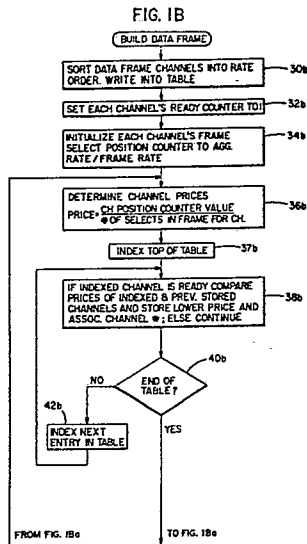 FIG. 1B
BUILD DATA FRAME
SORT DATA FRAME CHANNELS INTO RATE
ORDER. WRITE INTO TABLE
30b
SET EACH CHANNEL'S READY COUNTER TO 1
32b
INITIALIZE EACH CHANNEL'S FRAME
SELECT POSITION COUNTER TO AGG.
RATE / FRAME RATE
34b
DETERMINE CHANNEL PRICES
PRICE= CH POSITION COUNTER VALUE
# OF SELECTS IN FRAME FOR CH.
36b
INDEX TOP OF TABLE
37b
IF INDEXED CHANNEL IS READY COMPARE
PRICES OF INDEXED & PREV. STORED
CHANNELS AND STORE LOWER PRICE AND
ASSOC. CHANNEL #; ELSE CONTINUE
38b
40b
END OF
TABLE?
NO
YES
42b
INDEX NEXT
ENTRY IN TABLE
FROM FIG. 1Ba
TO FIG. 1Ba